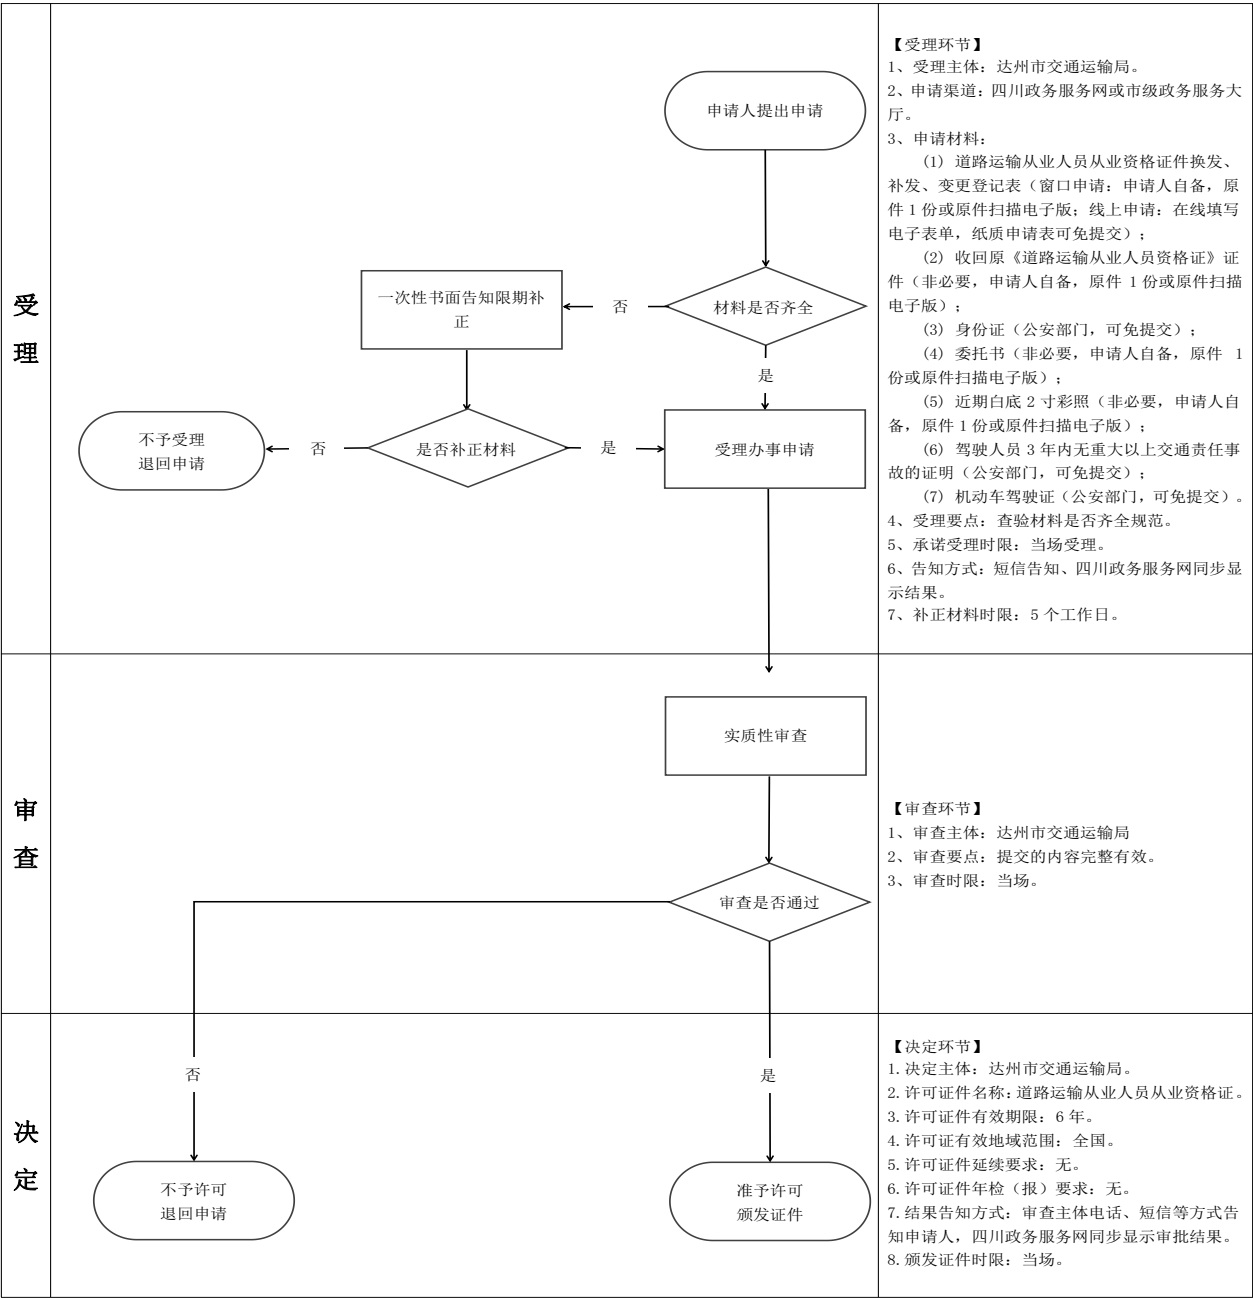 受
理
申请人提出申请
材料是否齐全
否
一次性书面告知限期补
正
是
是否补正材料
否
不予受理
退回申请
是
受理办事申请
【受理环节】
1、受理主体：达州市交通运输局。
2、申请渠道：四川政务服务网或市级政务服务大
厅。
3、申请材料：
(1) 道路运输从业人员从业资格证件换发、
补发、变更登记表（窗口申请：申请人自备，原
件 1 份或原件扫描电子版；线上申请：在线填写
电子表单，纸质申请表可免提交）；
(2) 收回原《道路运输从业人员资格证》证
件（非必要，申请人自备，原件 1 份或原件扫描
电子版）；
(3) 身份证（公安部门，可免提交）；
(4) 委托书（非必要，申请人自备，原件 1
份或原件扫描电子版）；
(5) 近期白底 2 寸彩照（非必要，申请人自
备，原件 1 份或原件扫描电子版）；
(6) 驾驶人员 3 年内无重大以上交通责任事
故的证明（公安部门，可免提交）；
(7) 机动车驾驶证（公安部门，可免提交）。
4、受理要点：查验材料是否齐全规范。
5、承诺受理时限：当场受理。
6、告知方式：短信告知、四川政务服务网同步显
示结果。
7、补正材料时限：5 个工作日。
审
查
实质性审查
审查是否通过
【审查环节】
1、审查主体：达州市交通运输局
2、审查要点：提交的内容完整有效。
3、审查时限：当场。
决
定
否
不予许可
退回申请
是
准予许可
颁发证件
【决定环节】
1.决定主体：达州市交通运输局。
2.许可证件名称：道路运输从业人员从业资格证。
3.许可证件有效期限：6 年。
4.许可证有效地域范围：全国。
5.许可证件延续要求：无。
6.许可证件年检（报）要求：无。
7.结果告知方式：审查主体电话、短信等方式告
知申请人，四川政务服务网同步显示审批结果。
8.颁发证件时限：当场。